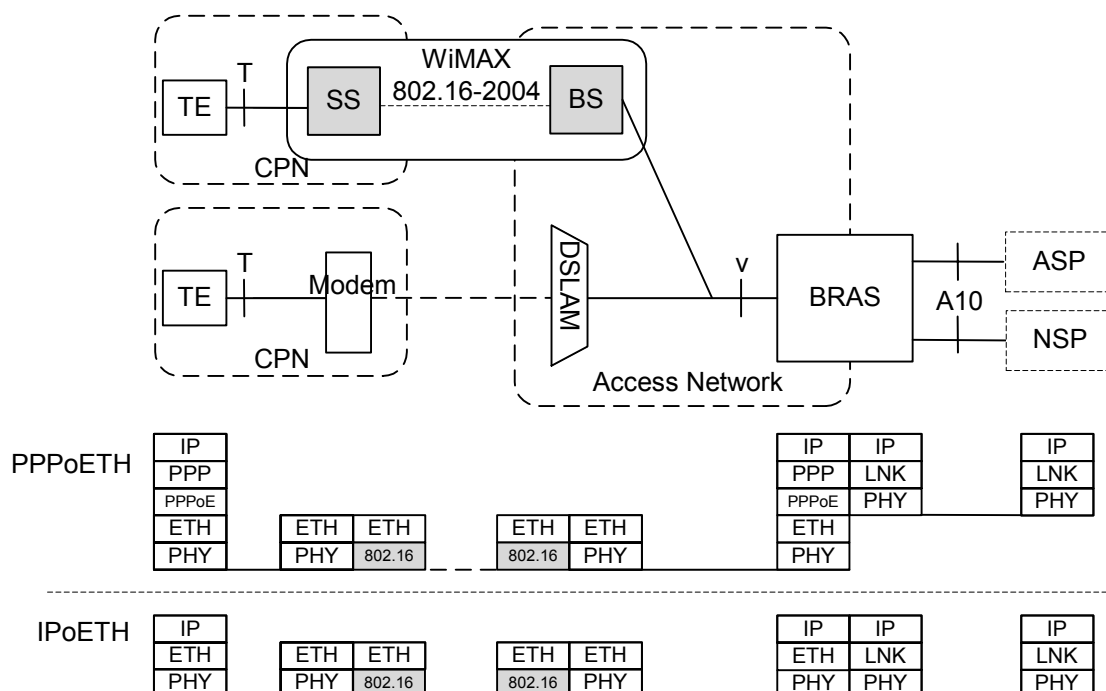 WiMAX
802.16-2004
T
TE
SS
BS
CPN
T
TE
Modem
CPN
DSLAM
v
BRAS
A10
ASP
NSP
Access Network
PPPoETH
IP
PPP
PPPoE
ETH
PHY
ETH ETH
PHY 802.16
ETH ETH
802.16 PHY
IP IP
PPP LNK
PPPoE PHY
ETH
PHY
IP
LNK
PHY
IPoETH
IP
ETH
PHY
ETH ETH
PHY 802.16
ETH ETH
802.16 PHY
IP IP
ETH LNK
PHY PHY
IP
LNK
PHY